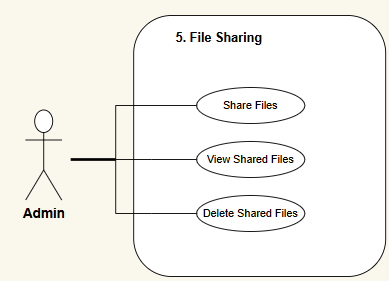 5. File Sharing
Share Files
View Shared Files
Delete Shared Files
Admin